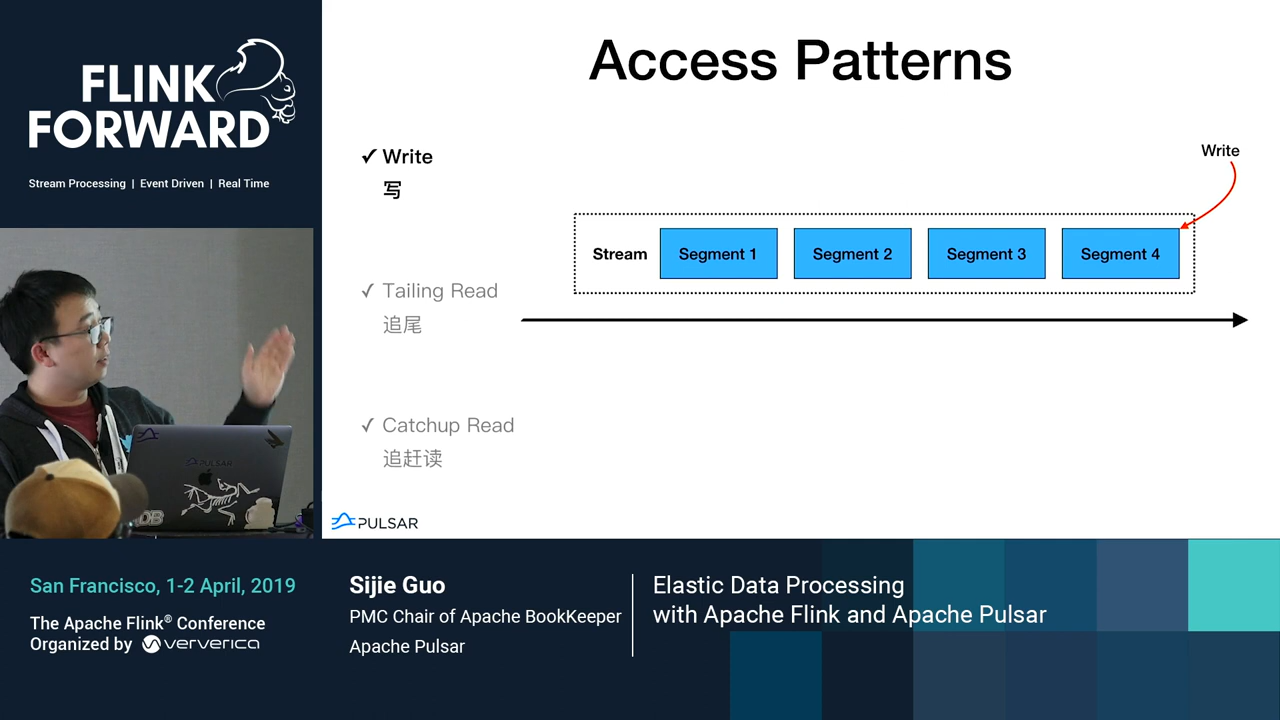 FLINK
FORWARD
Stream Processing | Event Driven | Real Time
Access Patterns
✓ Write
写
✓ Tailing Read
追尾
✓ Catchup Read
追赶读
Write
Stream
Segment 1
Segment 2
Segment 3
Segment 4
PULSAR
PULSAR
San Francisco, 1-2 April, 2019
The Apache Flink® Conference
Organized by ververica
Sijie Guo
PMC Chair of Apache BookKeeper
Apache Pulsar
Elastic Data Processing
with Apache Flink and Apache Pulsar